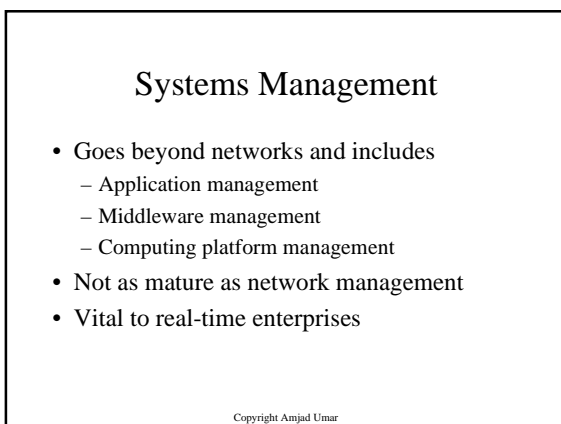 Systems Management
• Goes beyond networks and includes
– Application management
– Middleware management
– Computing platform management
• Not as mature as network management
• Vital to real-time enterprises
Copyright Amjad Umar